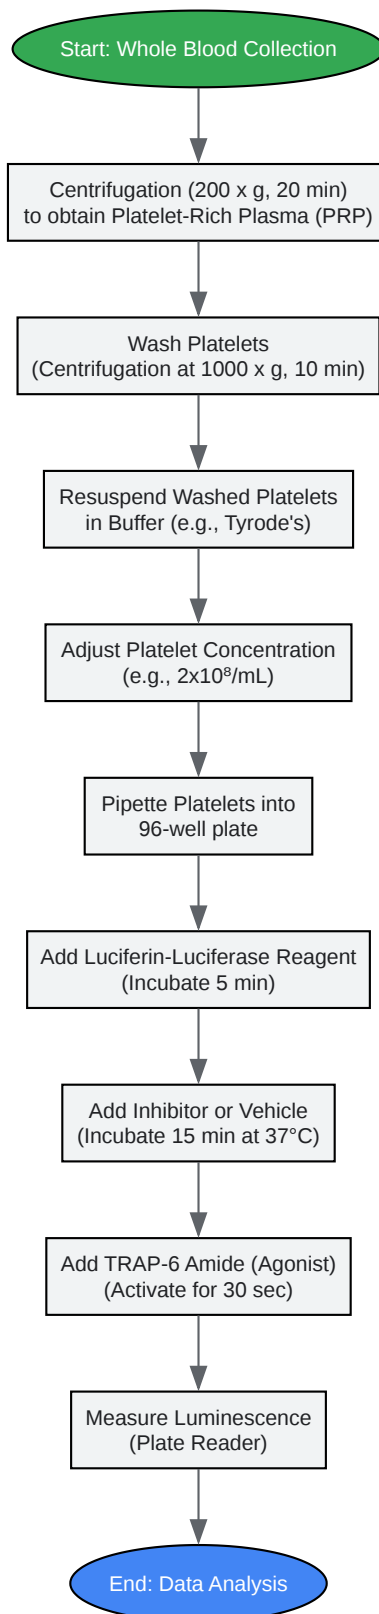 Start: Whole Blood Collection
Centrifugation (200 x g, 20 min)
to obtain Platelet-Rich Plasma (PRP)
Wash Platelets
(Centrifugation at 1000 x g, 10 min)
Resuspend Washed Platelets
in Buffer (e.g., Tyrode's)
Adjust Platelet Concentration
(e.g., 2x10⁸/mL)
Pipette Platelets into
96-well plate
Add Luciferin-Luciferase Reagent
(Incubate 5 min)
Add Inhibitor or Vehicle
(Incubate 15 min at 37°C)
Add TRAP-6 Amide (Agonist)
(Activate for 30 sec)
Measure Luminescence
(Plate Reader)
End: Data Analysis